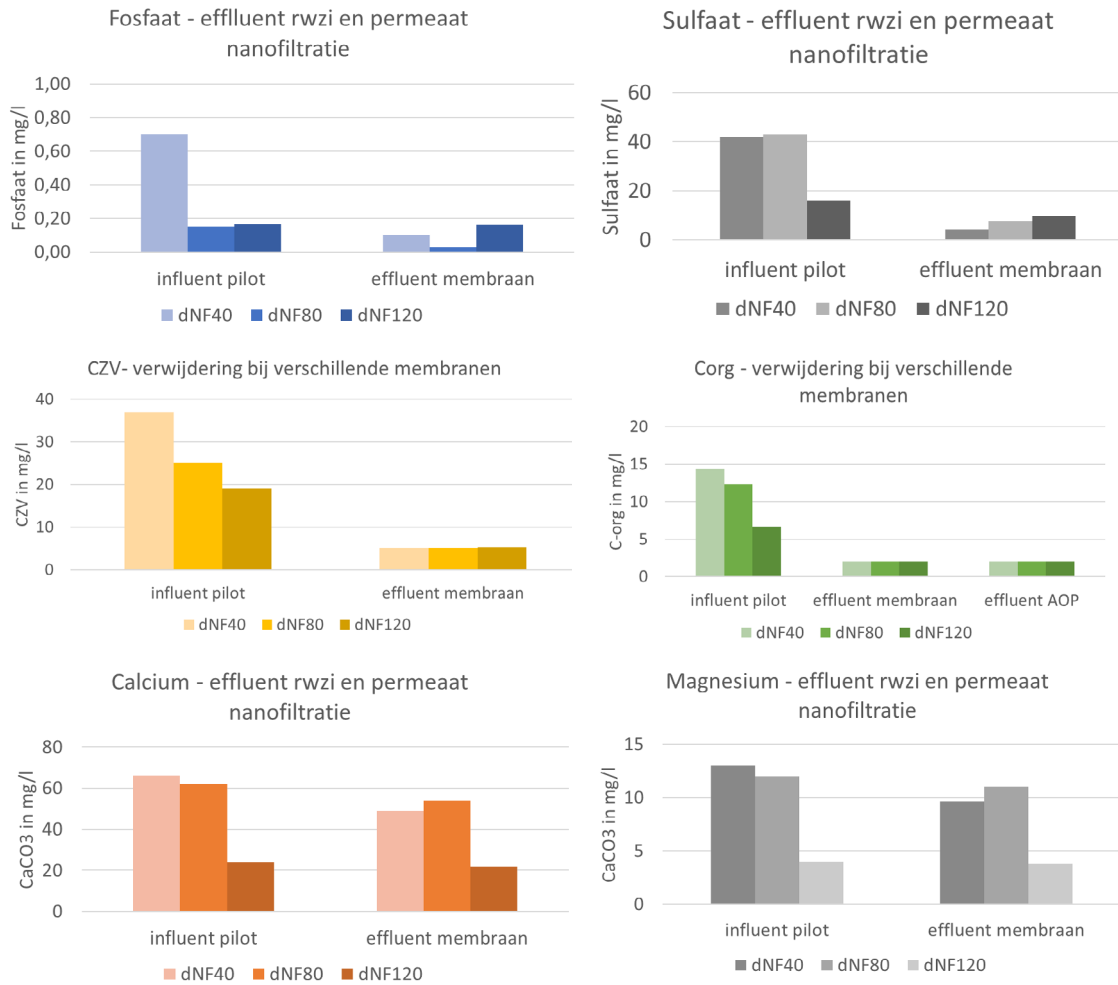 Fosfaat - efflluent rwzi en permeaat
nanofiltratie
Fosfaat in mg/l
1,00
0,80
0,60
0,40
0,20
0,00
influent pilot
effluent membraan
dNF40 dNF80 dNF120
Sulfaat - effluent rwzi en permeaat
nanofiltratie
Sulfaat in mg/l
60
40
20
0
influent pilot
effluent membraan
dNF40 dNF80 dNF120
CZV- verwijdering bij verschillende membranen
CZV in mg/l
40
30
20
10
0
influent pilot
effluent membraan
dNF40 dNF80 dNF120
Corg - verwijdering bij verschillende
membranen
C-org in mg/l
20
15
10
5
0
influent pilot
effluent membraan
effluent AOP
dNF40 dNF80 dNF120
Calcium - effluent rwzi en permeaat
nanofiltratie
CaCO3 in mg/l
80
60
40
20
0
influent pilot
effluent membraan
dNF40 dNF80 dNF120
Magnesium - effluent rwzi en permeaat
nanofiltratie
CaCO3 in mg/l
15
10
5
0
influent pilot
effluent membraan
dNF40 dNF80 dNF120